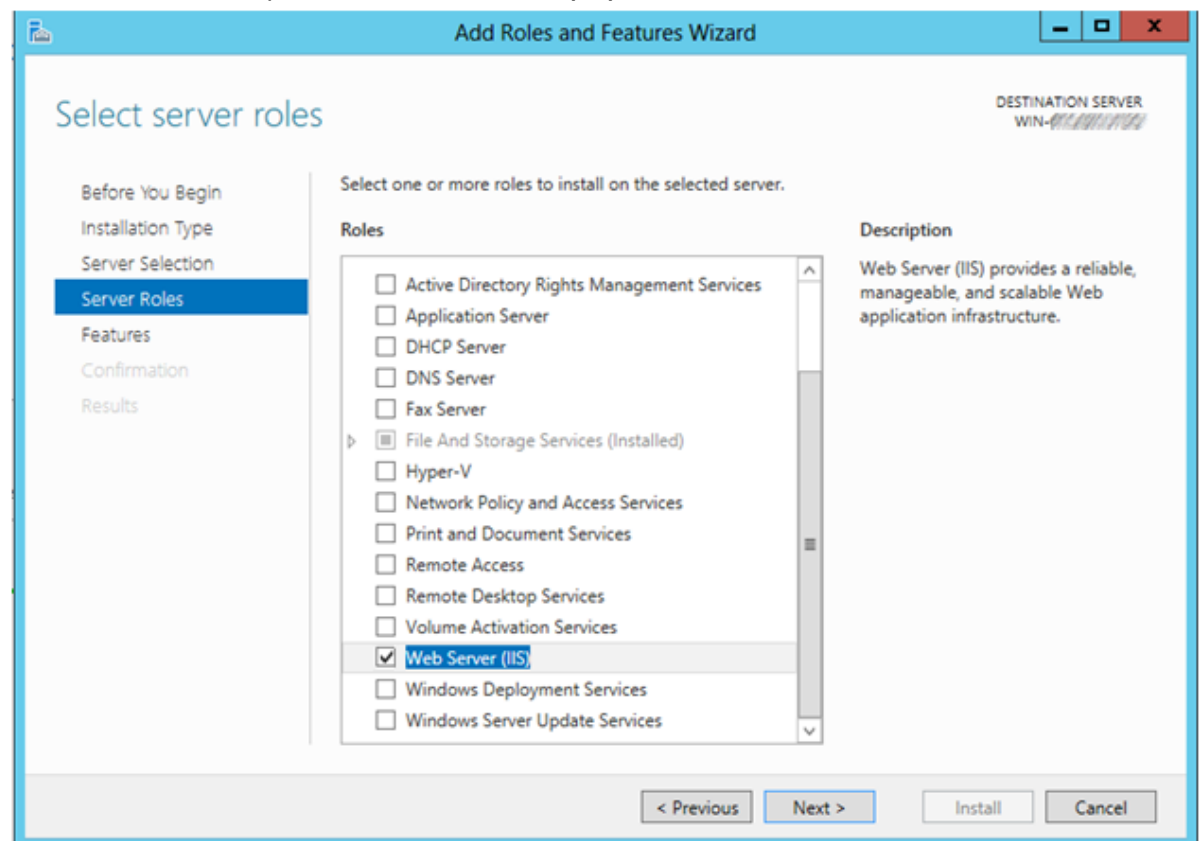 Add Roles and Features Wizard
Select server roles
DESTINATION SERVER
WIN-
Before You Begin
Installation Type
Server Selection
Server Roles
Features
Confirmation
Results
Select one or more roles to install on the selected server.
Roles
Active Directory Rights Management Services
Application Server
DHCP Server
DNS Server
Fax Server
File And Storage Services (Installed)
Hyper-V
Network Policy and Access Services
Print and Document Services
Remote Access
Remote Desktop Services
Volume Activation Services
Web Server (IIS)
Windows Deployment Services
Windows Server Update Services
Description
Web Server (IIS) provides a reliable,
manageable, and scalable Web
application infrastructure.
< Previous
Next >
Install
Cancel